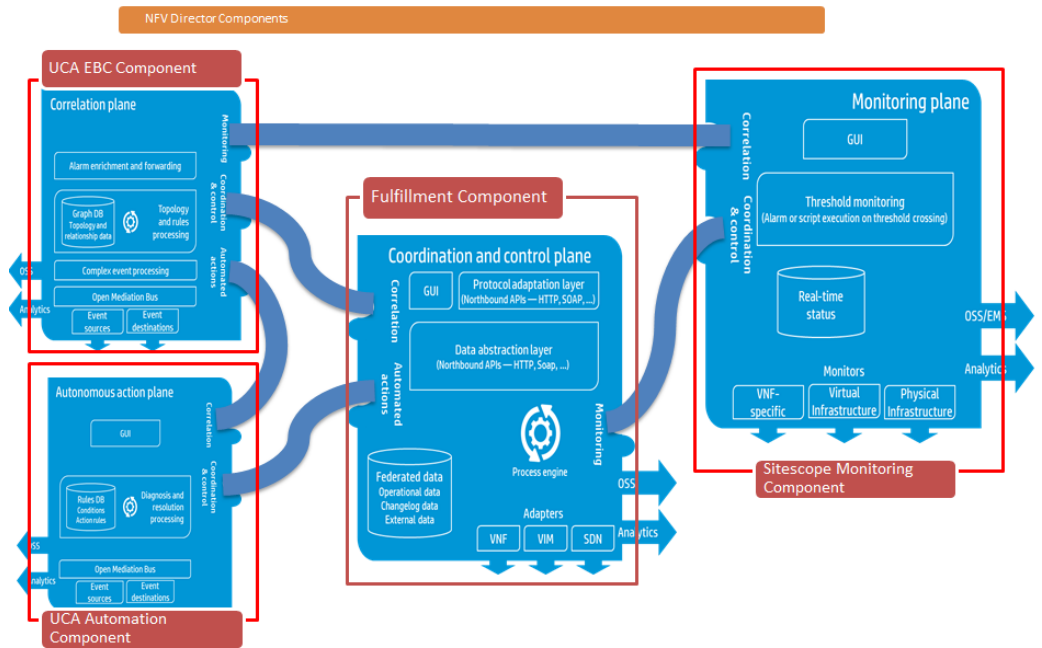 NFV Director Components
UCA EBC Component
Correlation plane
Monitoring
Alarm enrichment and forwarding
Coordination
& control
Graph DB
Topology and
relationship data
Topology
and rules
processing
Automated
actions
Complex event processing
OSS
Open Mediation Bus
Analytics
Event
sources
Event
destinations
Autonomous action plane
Correlation
GUI
Coordination
& control
Rules DB
Conditions
Action rules
Diagnosis and
resolution
processing
OSS
Open Mediation Bus
Analytics
Event
sources
Event
destinations
UCA Automation
Component
Fulfillment Component
Coordination and control plane
Correlation
GUI
Protocol adaptation layer
(Northbound APIs — HTTP, SOAP, ...)
Data abstraction layer
(Northbound APIs — HTTP, Soap, ...)
Automated
actions
Monitoring
Process engine
Federated data
Operational data
Changelog data
External data
OSS
Adapters
VNF
VIM
SDN
Analytics
Monitoring plane
Correlation
GUI
Coordination
& control
Threshold monitoring
(Alarm or script execution on threshold crossing)
Real-time
status
OSS/EMS
Monitors
Analytics
VNF-
specific
Virtual
Infrastructure
Physical
Infrastructure
Sitescope Monitoring
Component